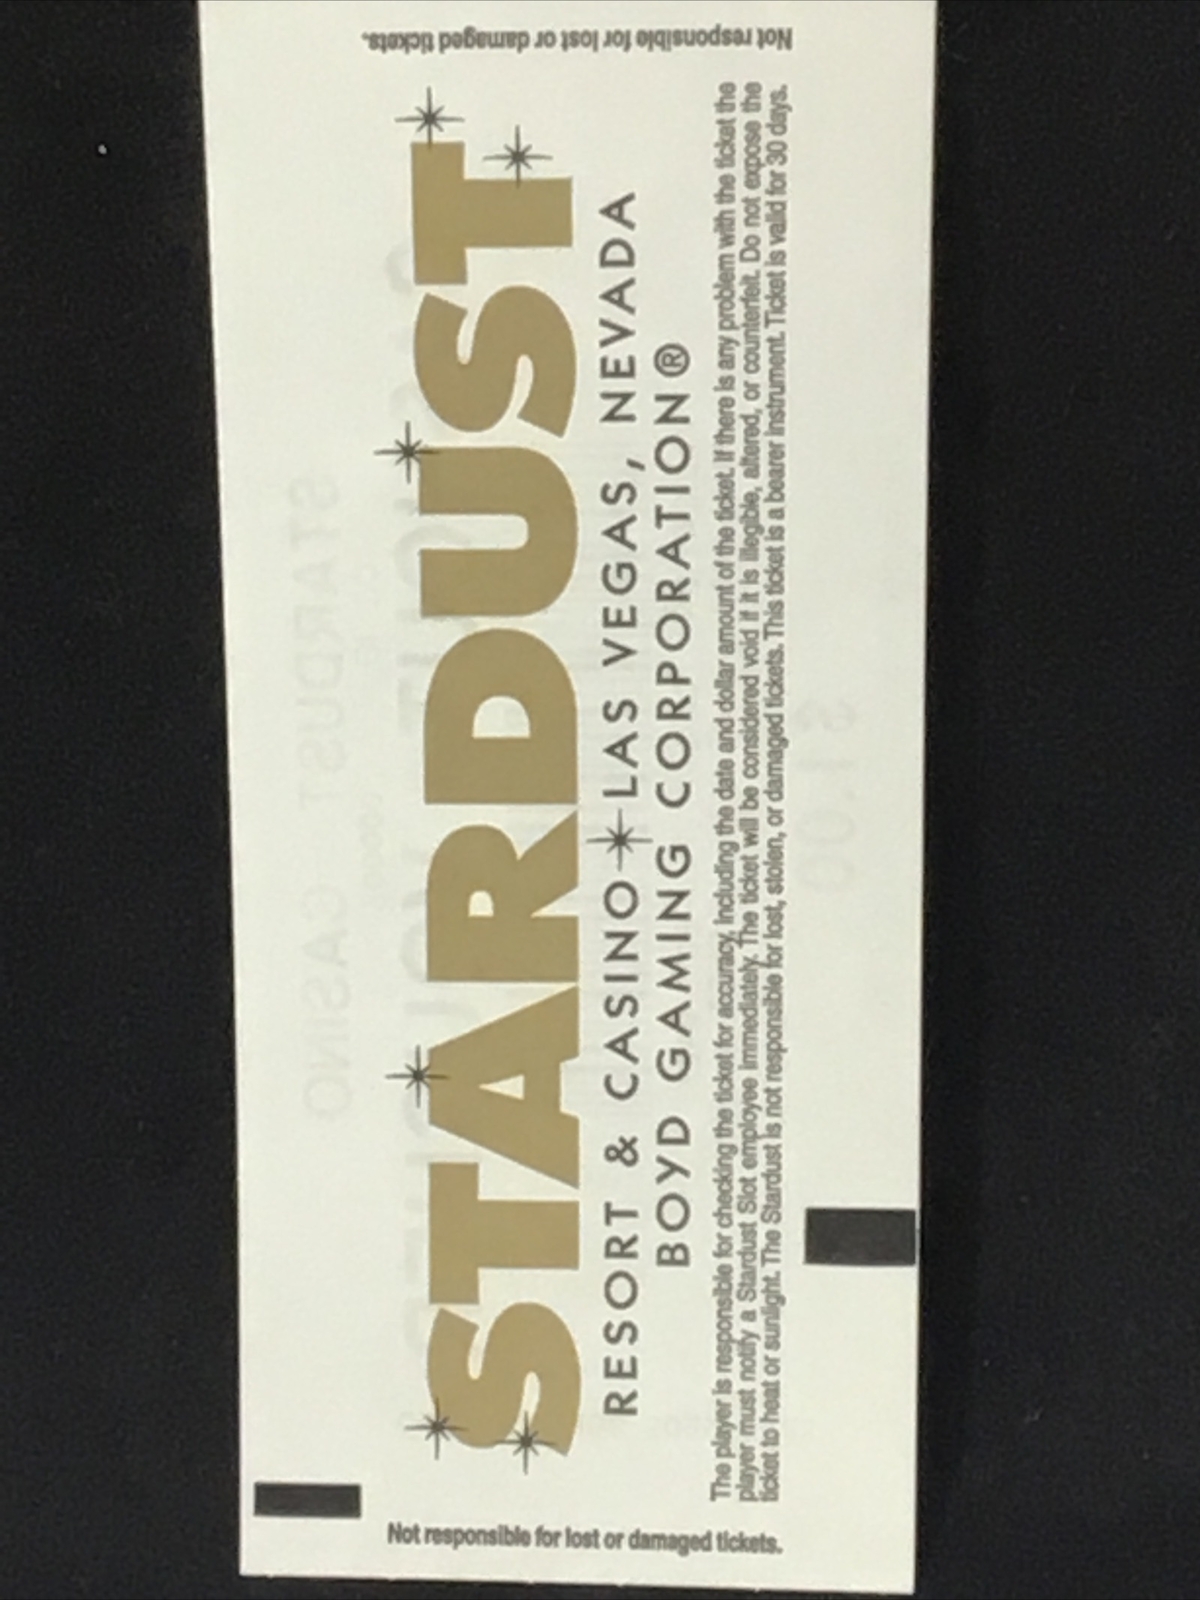 Not responsible for lost or damaged tickets.
STARDUST
RESORT & CASINO LAS VEGAS, NEVADA
BOYD GAMING CORPORATION®
The player is responsible for checking the ticket for accuracy, including the date and dollar amount of the ticket. If there is any problem with the ticket the
player must notify a Stardust Slot employee immediately. The ticket will be considered void if it is illegible, altered, or counterfeit. Do not expose the
ticket to heat or sunlight. The Stardust is not responsible for lost, stolen, or damaged tickets. This ticket is a bearer instrument. Ticket is valid for 30 days.
Not responsible for lost or damaged tickets.
STARDUST CASINO
$1.00